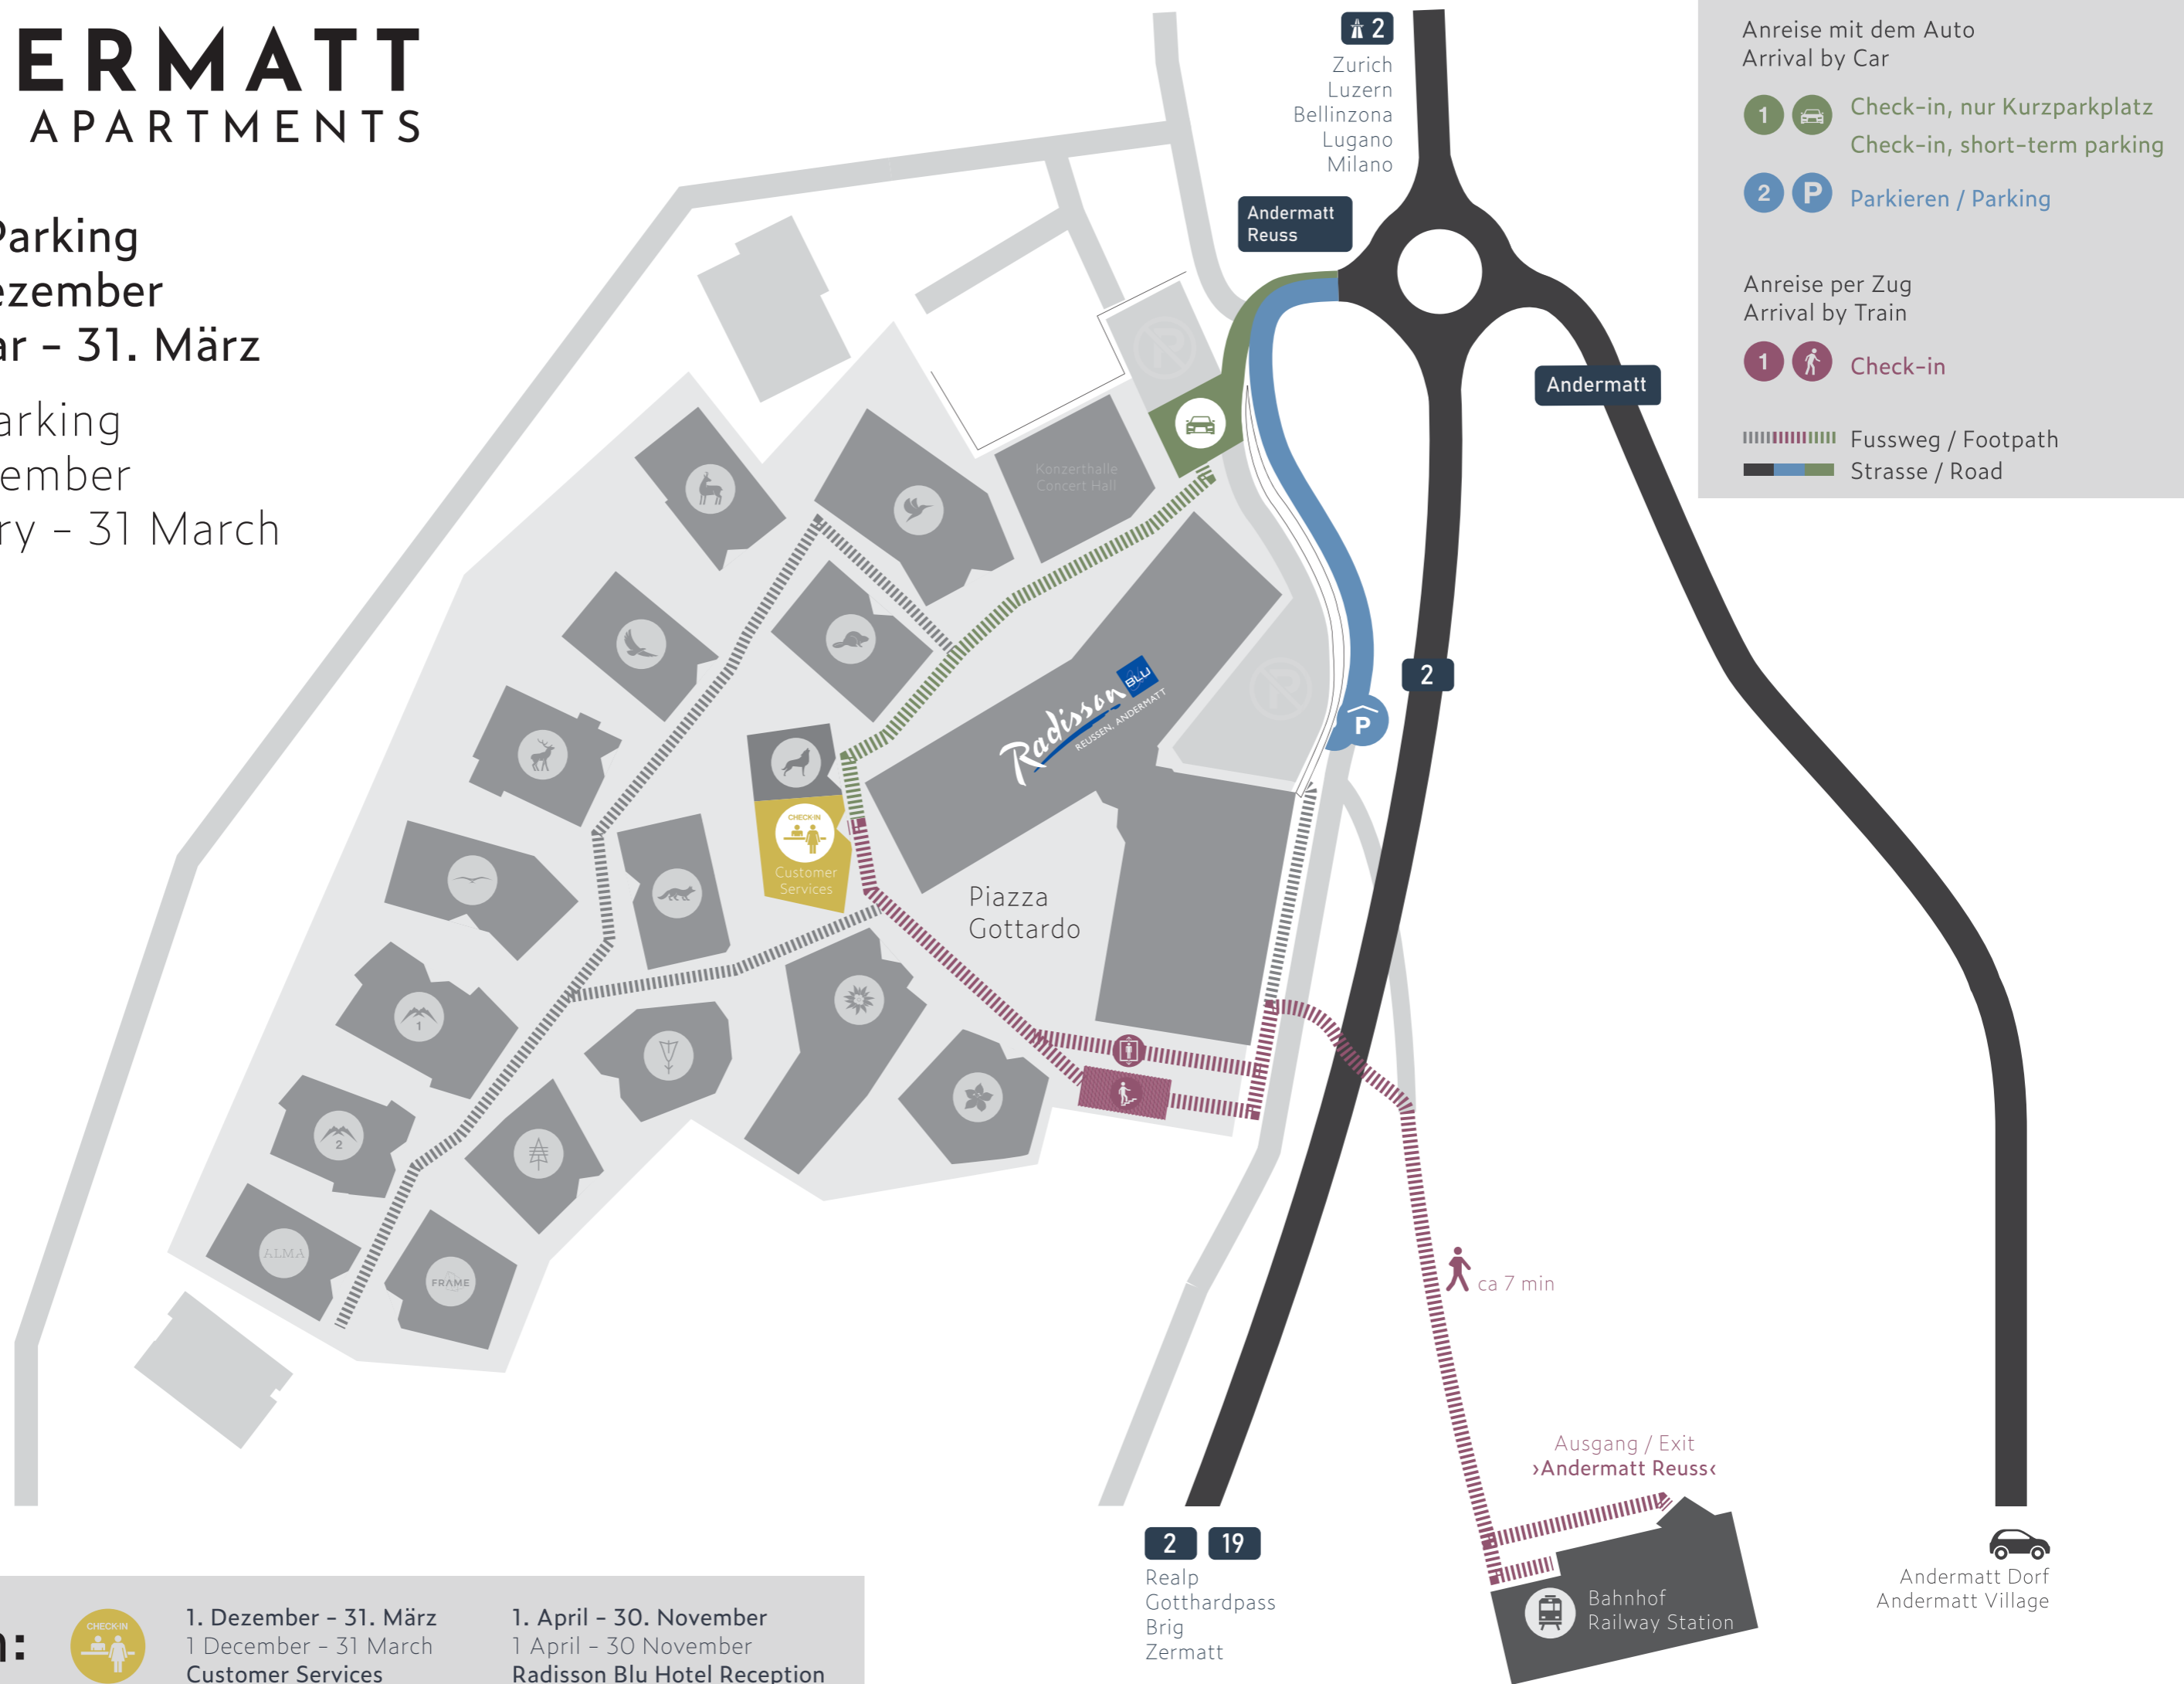 ERMATT
APARTMENTS
Parking
ezember
ar – 31. März
arking
ember
ry – 31 March
2
Zurich
Luzern
Bellinzona
Lugano
Milano
Andermatt
Reuss
Andermatt
Anreise mit dem Auto
Arrival by Car
1
Check-in, nur Kurzparkplatz
Check-in, short-term parking
2 P Parkieren / Parking
Anreise per Zug
Arrival by Train
1 Check-in
Fussweg / Footpath
Strasse / Road
Konzerthalle
Concert Hall
Radisson BLU
REUSSEN, ANDERMATT
2
P
CHECK-IN
Customer
Services
Piazza
Gottardo
1
2
ALMA
FRAME
ca 7 min
Ausgang / Exit
›Andermatt Reuss‹
Bahnhof
Railway Station
2 19
Realp
Gotthardpass
Brig
Zermatt
Andermatt Dorf
Andermatt Village
CHECK-IN
1. Dezember – 31. März
1 December – 31 March
Customer Services
1. April – 30. November
1 April – 30 November
Radisson Blu Hotel Reception